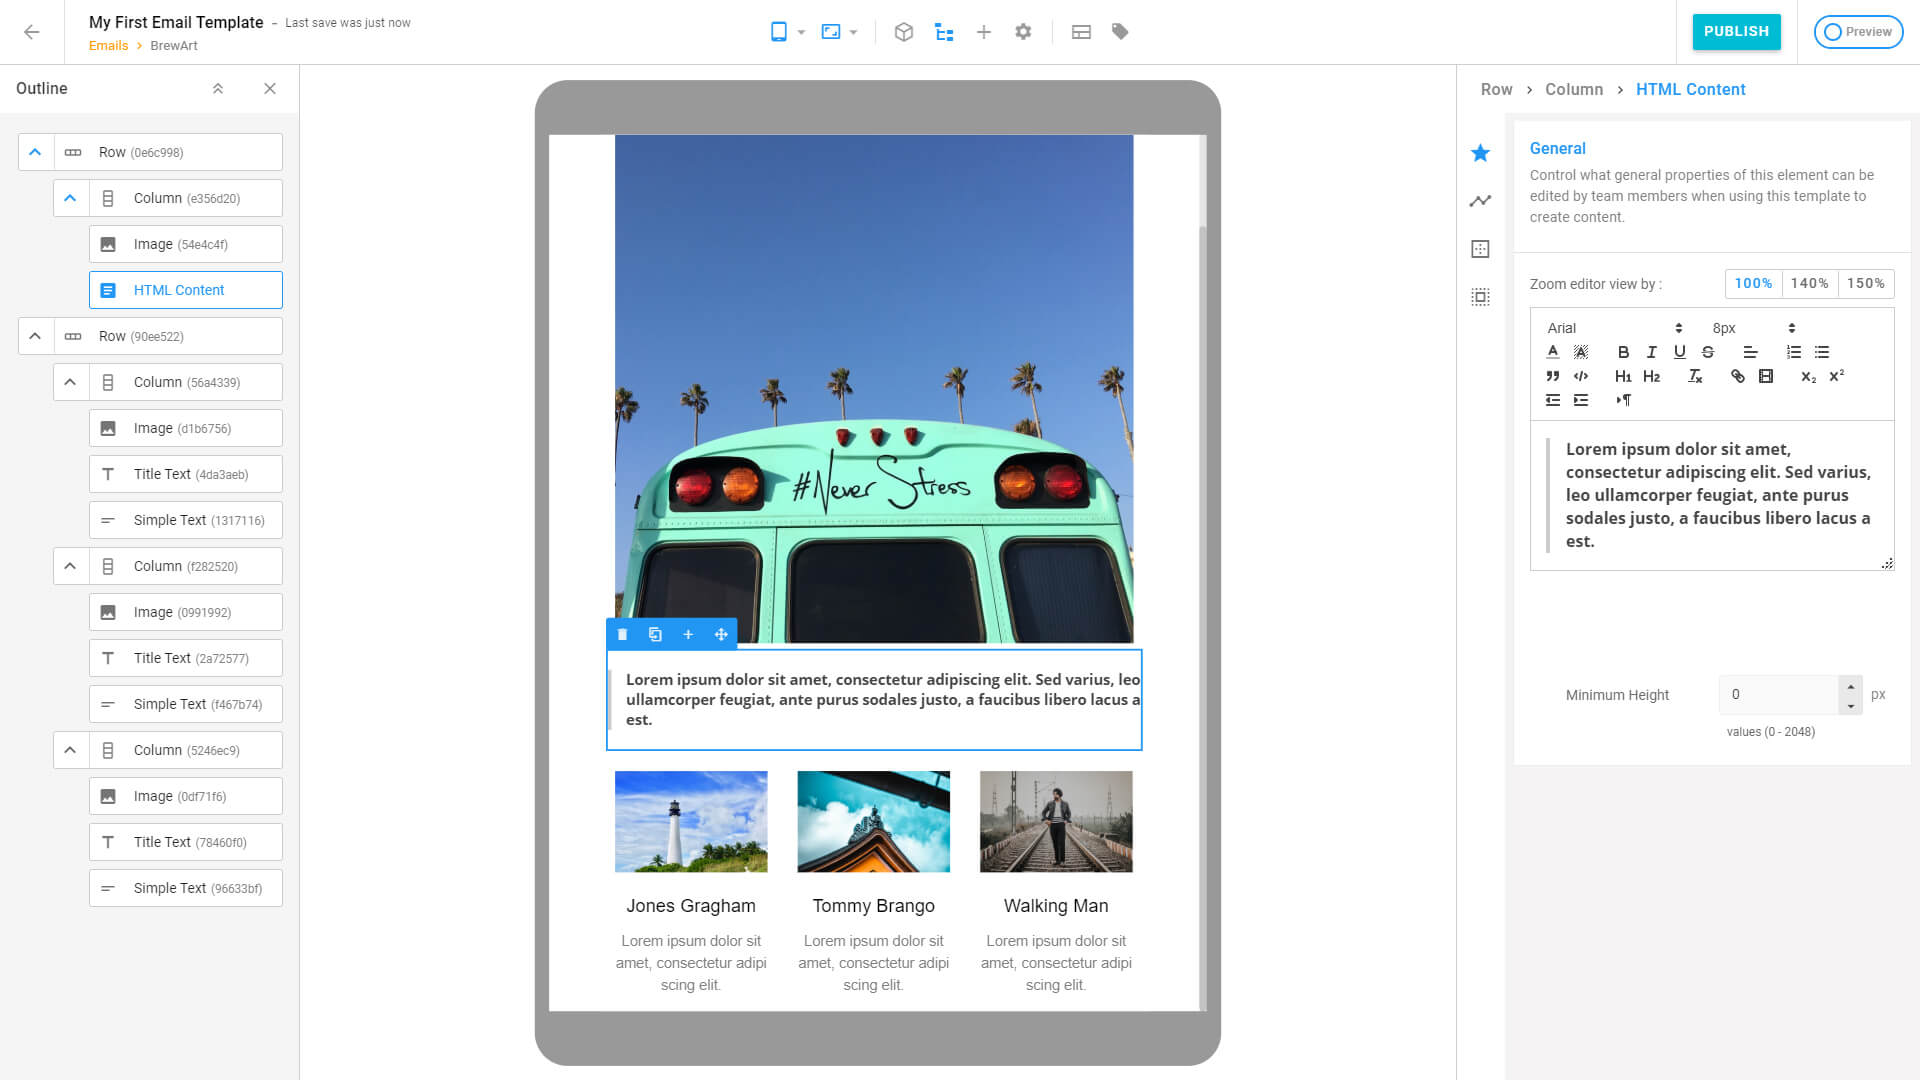 My First Email Template – Last save was just now
Emails > BrewArt
PUBLISH
Preview
Outline
Row (0e6c998)
Column (e356d20)
Image (54e4c4f)
HTML Content
Row (90ee522)
Column (56a4339)
Image (d1b6756)
Title Text (4da3aeb)
Simple Text (1317116)
Column (f282520)
Image (0991992)
Title Text (2a72577)
Simple Text (f467b74)
Column (5246ec9)
Image (0df71f6)
Title Text (78460f0)
Simple Text (96633bf)
#Never Stress
Lorem ipsum dolor sit amet, consectetur adipiscing elit. Sed varius, leo
ullamcorper feugiat, ante purus sodales justo, a faucibus libero lacus a
est.
Jones Gragham
Lorem ipsum dolor sit
amet, consectetur adipi
scing elit.
Tommy Brango
Lorem ipsum dolor sit
amet, consectetur adipi
scing elit.
Walking Man
Lorem ipsum dolor sit
amet, consectetur adipi
scing elit.
Row > Column > HTML Content
General
Control what general properties of this element can be
edited by team members when using this template to
create content.
Zoom editor view by : 100% 140% 150%
Arial 8px
A A B I U S
H1 H2 Tx X2 X2
Lorem ipsum dolor sit amet,
consectetur adipiscing elit. Sed varius,
leo ullamcorper feugiat, ante purus
sodales justo, a faucibus libero lacus a
est.
Minimum Height 0 px
values (0 - 2048)